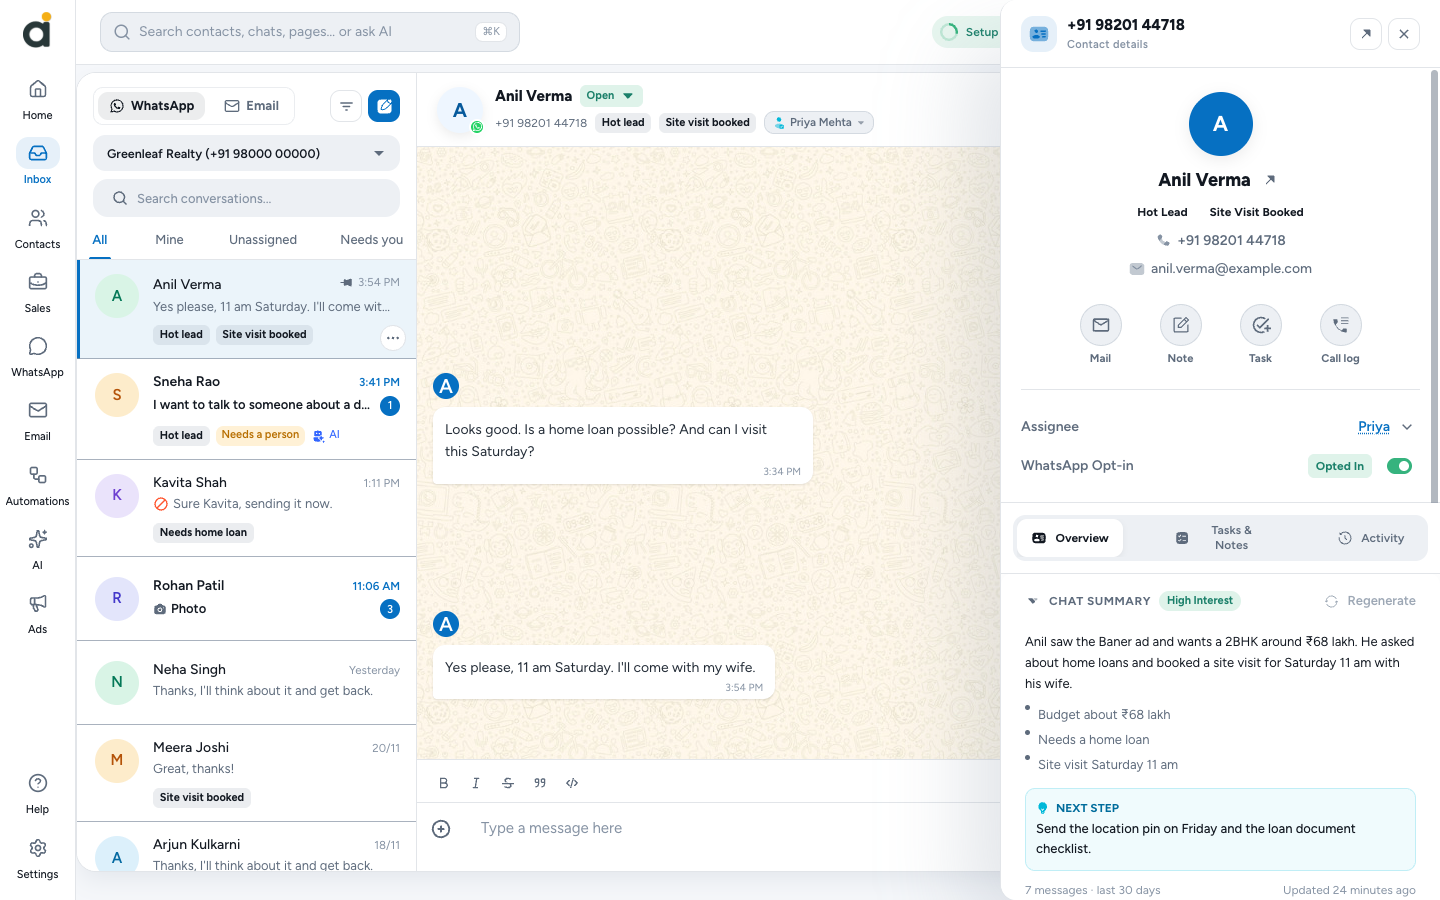 Search contacts, chats, pages... or ask AI
⌘K
Setup
Home
Inbox
Contacts
Sales
WhatsApp
Email
Automations
AI
Ads
Help
Settings
WhatsApp
Email
Greenleaf Realty (+91 98000 00000)
Search conversations...
All
Mine
Unassigned
Needs you
A
Anil Verma
3:54 PM
Yes please, 11 am Saturday. I'll come wit...
Hot lead
Site visit booked
S
Sneha Rao
3:41 PM
I want to talk to someone about a d...
1
Hot lead
Needs a person
AI
K
Kavita Shah
1:11 PM
Sure Kavita, sending it now.
Needs home loan
R
Rohan Patil
11:06 AM
Photo
3
N
Neha Singh
Yesterday
Thanks, I'll think about it and get back.
M
Meera Joshi
20/11
Great, thanks!
Site visit booked
A
Arjun Kulkarni
18/11
Thanks, I'll think about it and get back.
A
Anil Verma
Open
+91 98201 44718
Hot lead
Site visit booked
Priya Mehta
A
Looks good. Is a home loan possible? And can I visit
this Saturday?
3:34 PM
A
Yes please, 11 am Saturday. I'll come with my wife.
3:54 PM
B
I
S
Type a message here
+91 98201 44718
Contact details
A
Anil Verma
Hot Lead
Site Visit Booked
+91 98201 44718
anil.verma@example.com
Mail
Note
Task
Call log
Assignee
Priya
WhatsApp Opt-in
Opted In
Overview
Tasks &
Notes
Activity
CHAT SUMMARY
High Interest
Regenerate
Anil saw the Baner ad and wants a 2BHK around ₹68 lakh. He asked
about home loans and booked a site visit for Saturday 11 am with
his wife.
• Budget about ₹68 lakh
• Needs a home loan
• Site visit Saturday 11 am
NEXT STEP
Send the location pin on Friday and the loan document
checklist.
7 messages · last 30 days
Updated 24 minutes ago